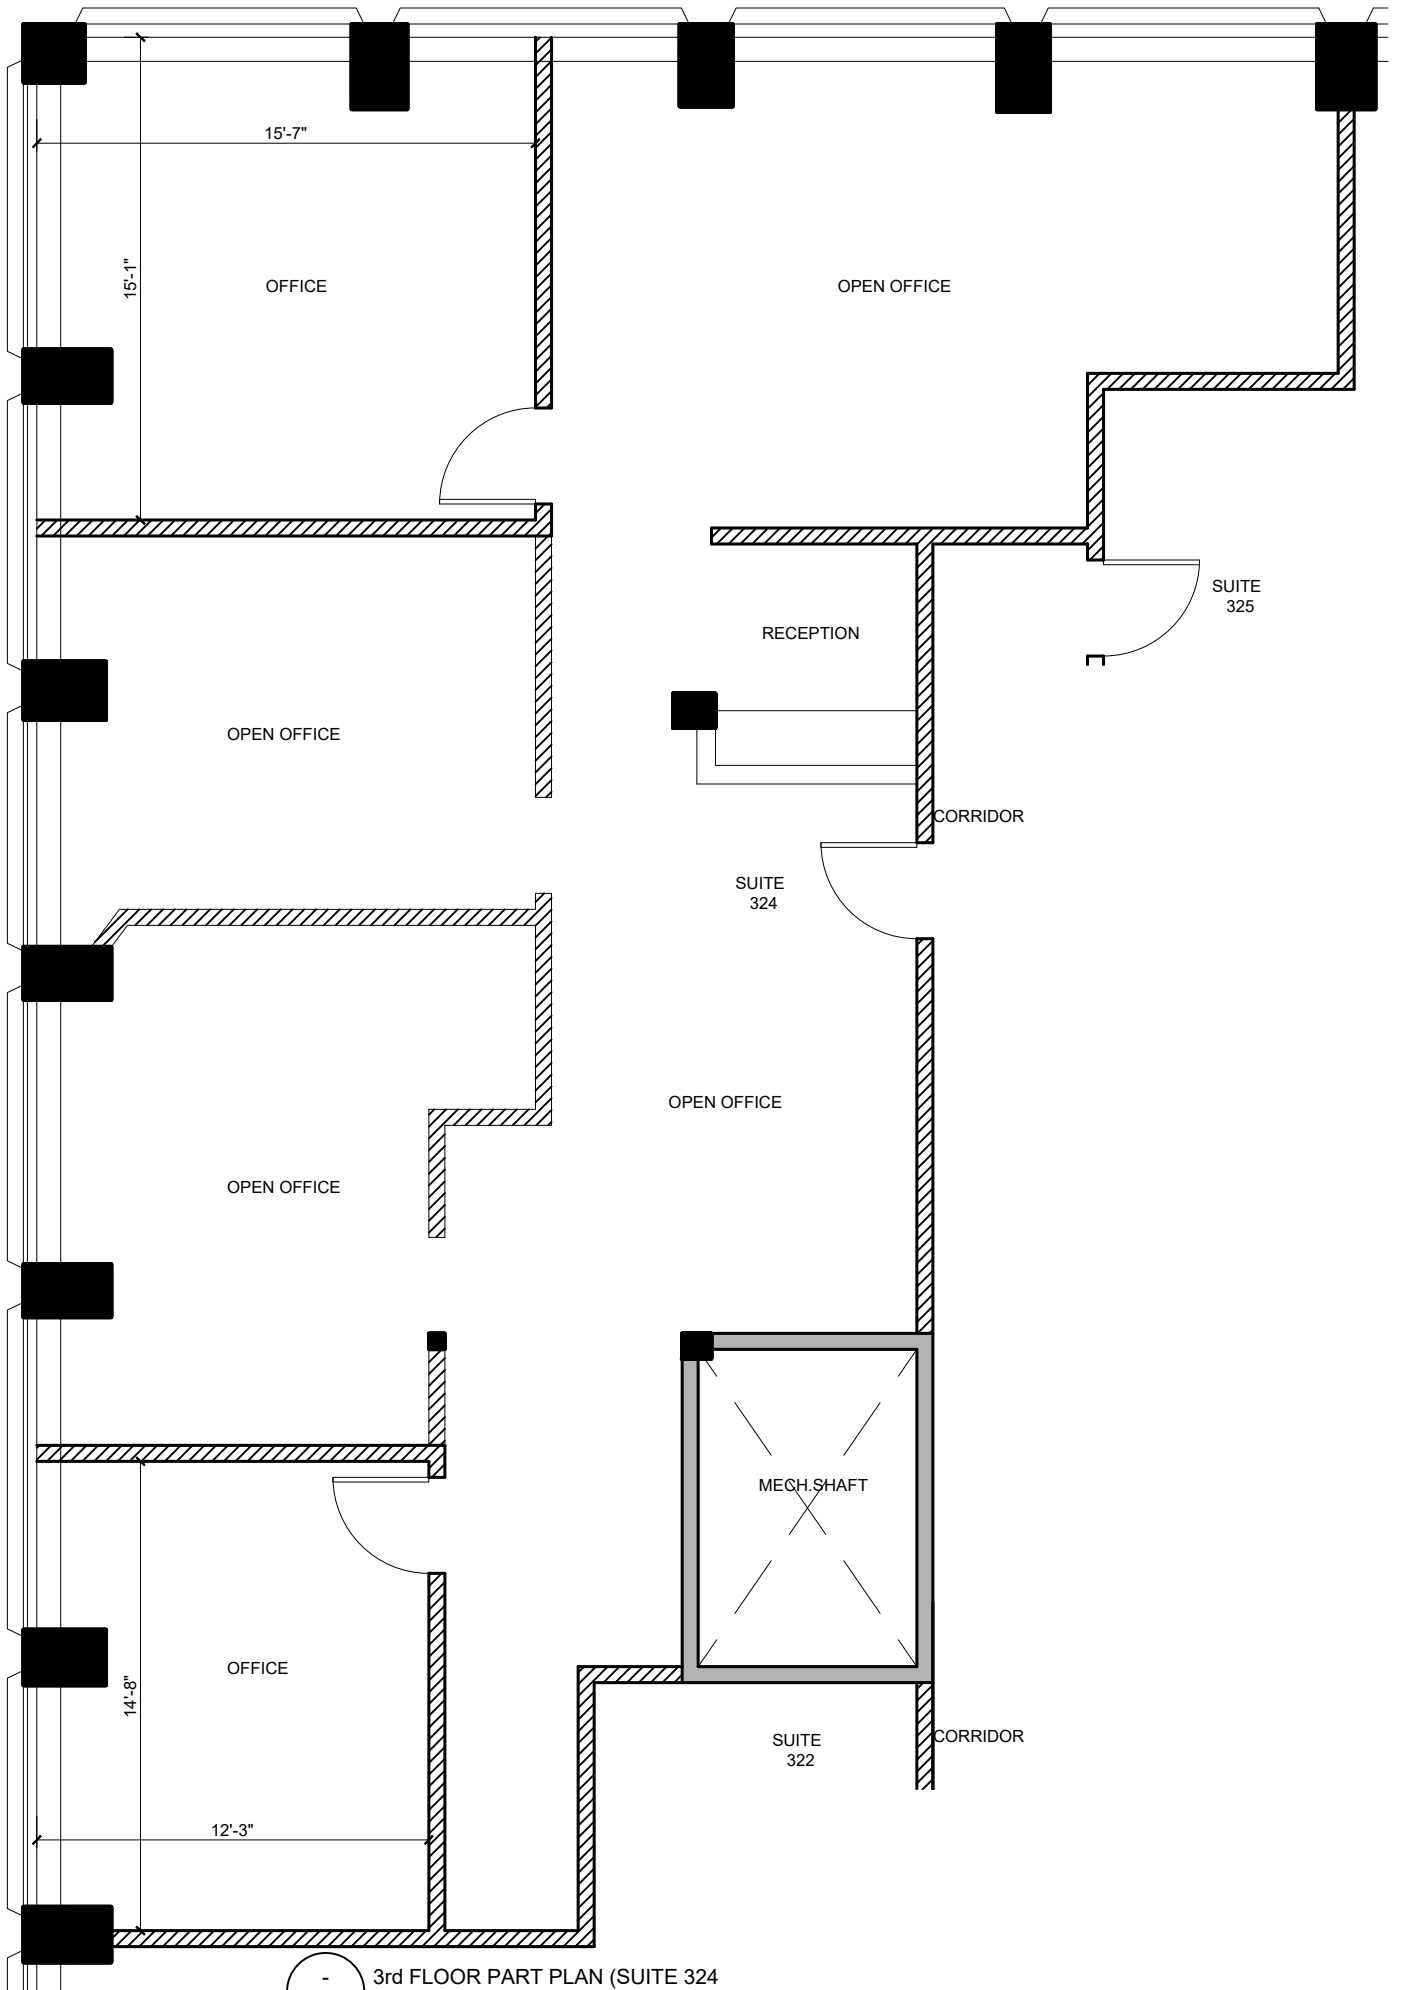 15'-7"
15'-1"
OFFICE
OPEN OFFICE
SUITE
325
RECEPTION
OPEN OFFICE
CORRIDOR
SUITE
324
OPEN OFFICE
OPEN OFFICE
MECH.SHAFT
OFFICE
14'-8"
SUITE
322
CORRIDOR
12'-3"
-
3rd FLOOR PART PLAN (SUITE 324